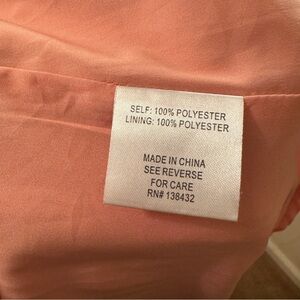 SELF: 100% POLYESTER
LINING: 100% POLYESTER
MADE IN CHINA
SEE REVERSE
FOR CARE
RN# 138432